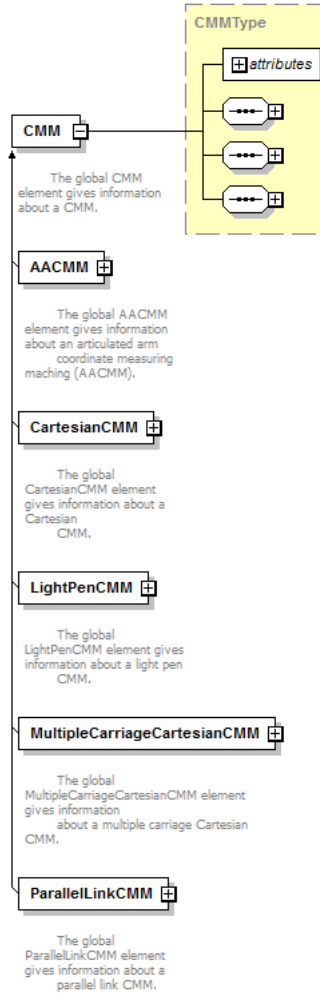 CMMType
attributes
CMM
The global CMM
element gives information
about a CMM.
AACMM
The global AACMM
element gives information
about an articulated arm
coordinate measuring
maching (AACMM).
CartesianCMM
The global
CartesianCMM element
gives information about a
Cartesian
CMM.
LightPenCMM
The global
LightPenCMM element gives
information about a light pen
CMM.
MultipleCarriageCartesianCMM
The global
MultipleCarriageCartesianCMM element
gives information
about a multiple carriage Cartesian
CMM.
ParallelLinkCMM
The global
ParallelLinkCMM element
gives information about a
parallel link CMM.